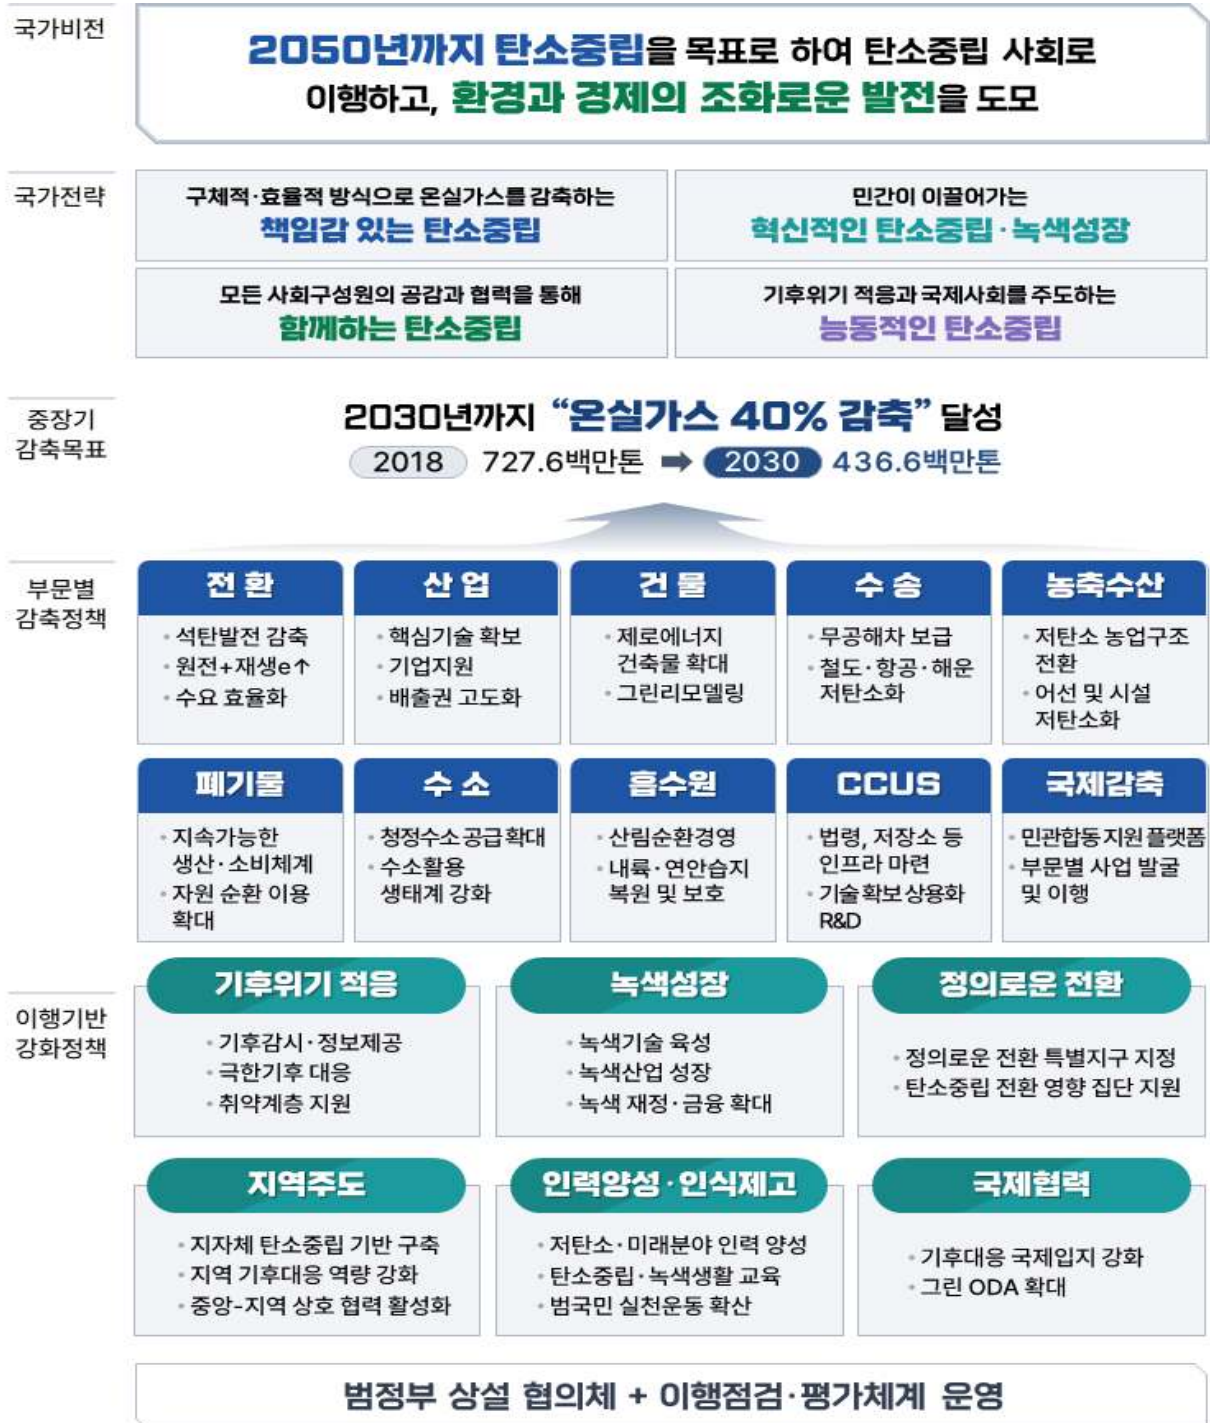 국가비전
2050년까지 탄소중립을 목표로 하여 탄소중립 사회로
이행하고, 환경과 경제의 조화로운 발전을 도모
국가전략
구체적·효율적 방식으로 온실가스를 감축하는
책임감 있는 탄소중립
민간이 이끌어가는
혁신적인 탄소중립·녹색성장
모든 사회구성원의 공감과 협력을 통해
함께하는 탄소중립
기후위기 적응과 국제사회를 주도하는
능동적인 탄소중립
중장기
감축목표
2030년까지 “온실가스 40% 감축” 달성
2018 727.6백만톤 ➡ 2030 436.6백만톤
부문별
감축정책
전 환
• 석탄발전 감축
• 원전+재생e↑
• 수요 효율화
산 업
• 핵심기술 확보
• 기업지원
• 배출권 고도화
건 물
• 제로에너지
건축물 확대
• 그린리모델링
수 송
• 무공해차 보급
• 철도·항공·해운
저탄소화
농축수산
• 저탄소 농업구조
전환
• 어선 및 시설
저탄소화
폐기물
• 지속가능한
생산·소비체계
• 자원 순환 이용
확대
수 소
• 청정수소 공급 확대
• 수소활용
생태계 강화
흡수원
• 산림순환경영
• 내륙·연안습지
복원 및 보호
CCUS
• 법령, 저장소 등
인프라 마련
• 기술 확보 상용화
R&D
국제감축
• 민관합동 지원 플랫폼
• 부문별 사업 발굴
및 이행
이행기반
강화정책
기후위기 적응
• 기후감시·정보제공
• 극한기후 대응
• 취약계층 지원
녹색성장
• 녹색기술 육성
• 녹색산업 성장
• 녹색 재정·금융 확대
정의로운 전환
• 정의로운 전환 특별지구 지정
• 탄소중립 전환 영향 집단 지원
지역주도
• 지자체 탄소중립 기반 구축
• 지역 기후대응 역량 강화
• 중앙-지역 상호 협력 활성화
인력양성·인식제고
• 저탄소·미래분야 인력 양성
• 탄소중립·녹색생활 교육
• 범국민 실천운동 확산
국제협력
• 기후대응 국제입지 강화
• 그린 ODA 확대
범정부 상설 협의체 + 이행점검·평가체계 운영